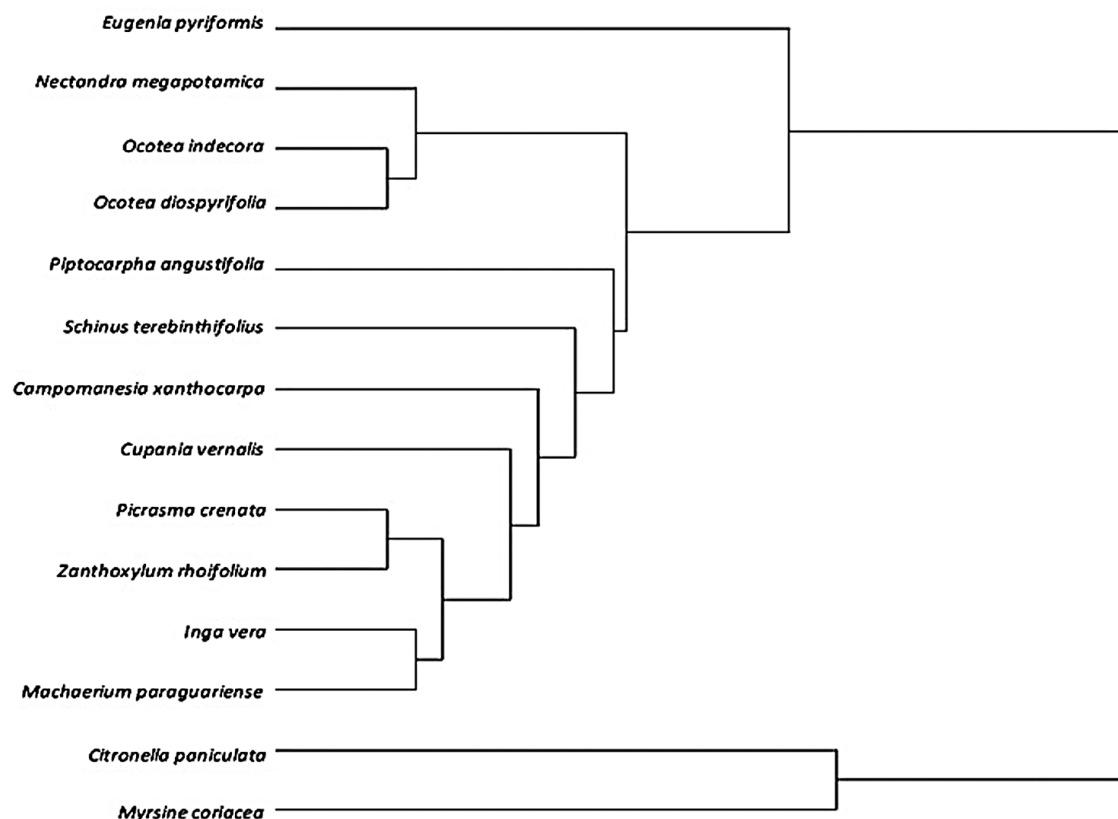 Eugenia pyriformis
Nectandra megapotamica
Ocotea indecora
Ocotea diospyrifolia
Piptocarpha angustifolia
Schinus terebinthifolius
Campomanesia xanthocarpa
Cupania vernalis
Picrasma crenata
Zanthoxylum rhoifolium
Inga vera
Machaerium paraguariense
Citronella paniculata
Myrsine coriacea